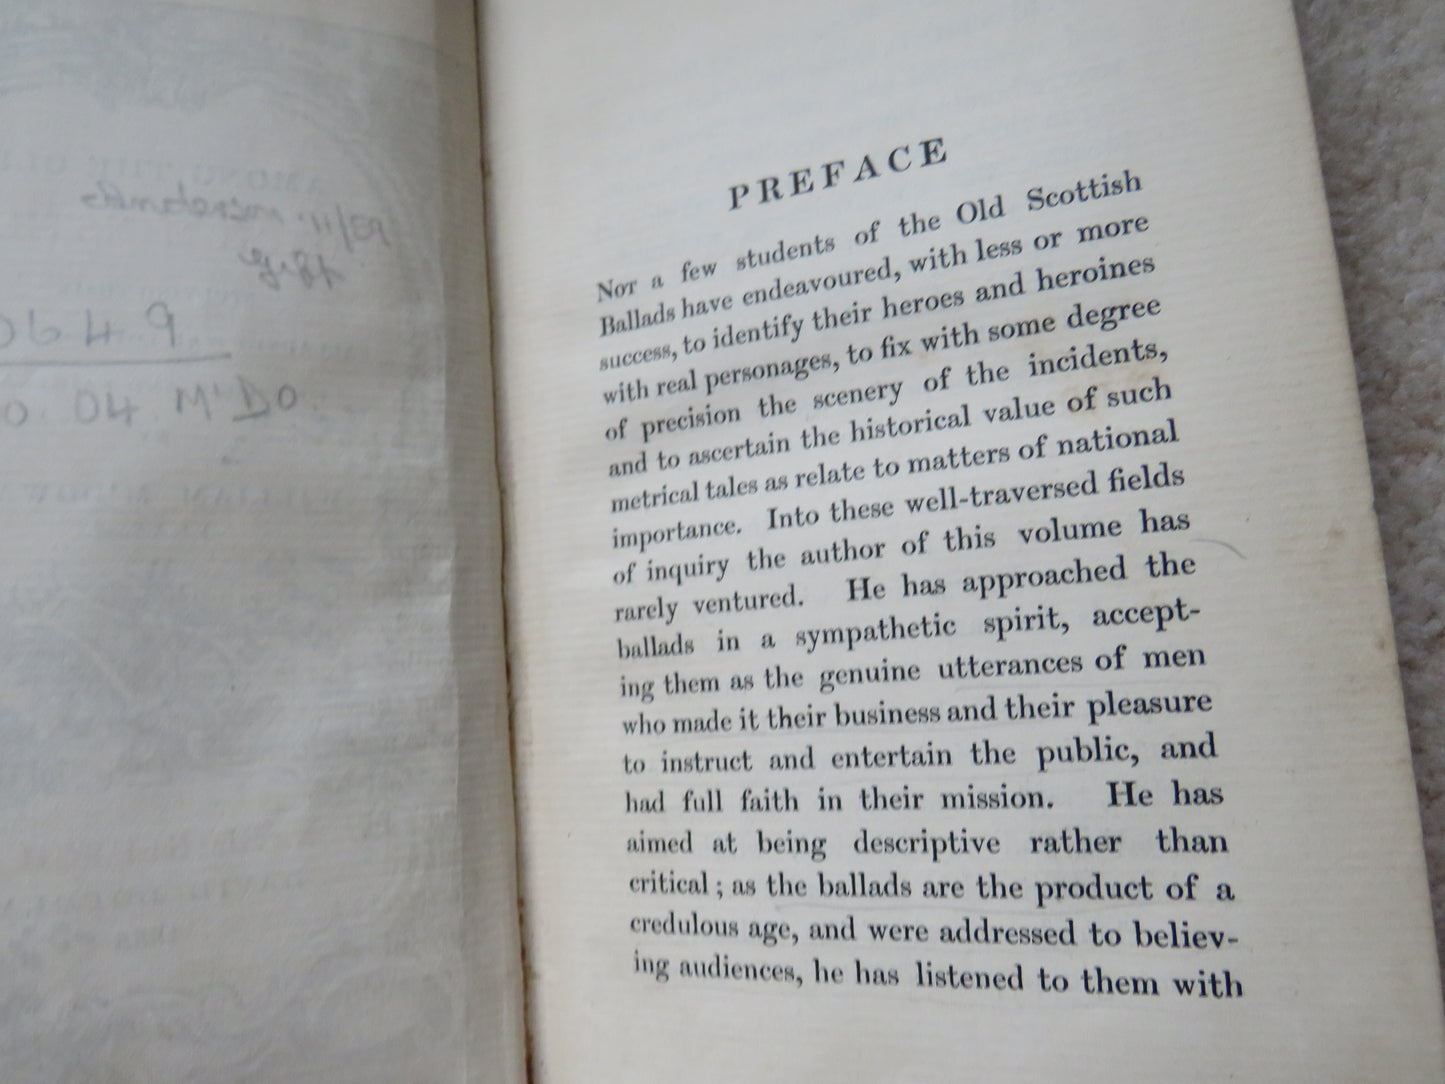 PREFACE
Not a few students of the Old Scottish
Ballads have endeavoured, with less or more
success, to identify their heroes and heroines
with real personages, to fix with some degree
of precision the scenery of the incidents,
and to ascertain the historical value of such
metrical tales as relate to matters of national
importance. Into these well-traversed fields
of inquiry the author of this volume has
rarely ventured. He has approached the
ballads in a sympathetic spirit, accept-
ing them as the genuine utterances of men
who made it their business and their pleasure
to instruct and entertain the public, and
had full faith in their mission. He has
aimed at being descriptive rather than
critical; as the ballads are the product of a
credulous age, and were addressed to believ-
ing audiences, he has listened to them with